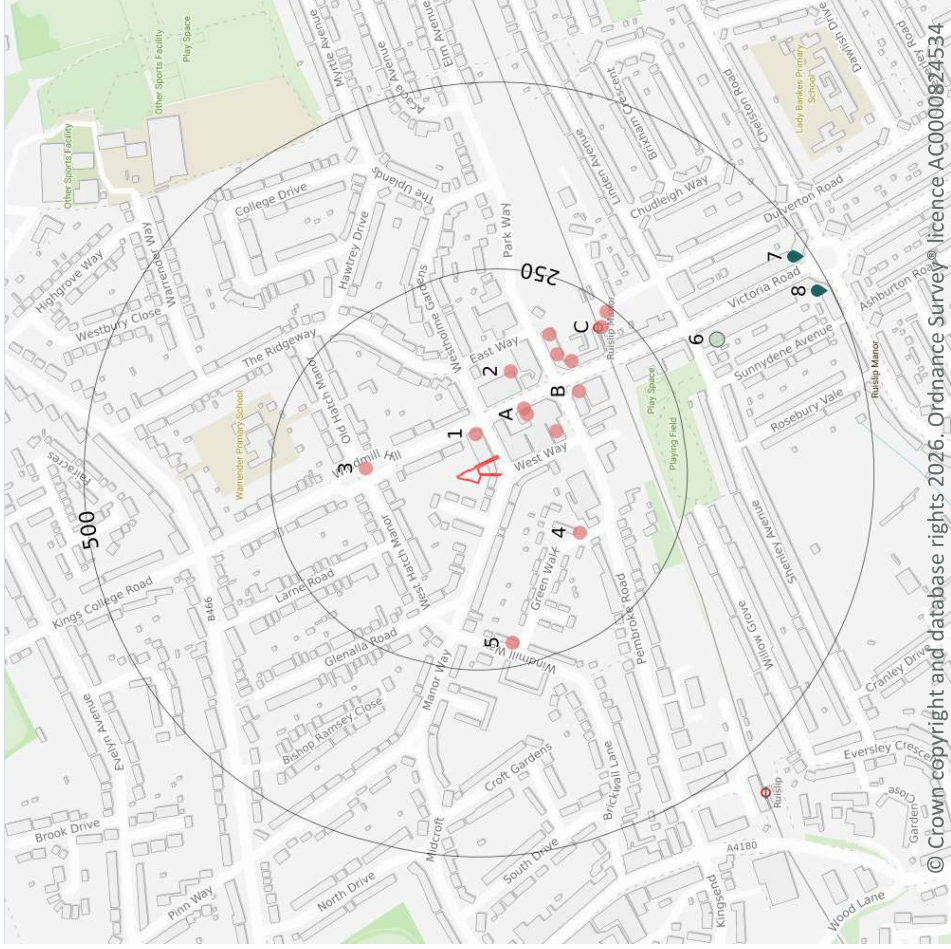 Other Sports Facility
Play Space
Other Sports Facility
Myrtle Avenue
Acacia Avenue
Elm Avenue
Dawlish Drive
Lady Bankes Primary
School
Chelston Road
Brixham Crescent
Linden Avenue
Chudleigh Way
Dulverton Road
College Drive
Highgrove Way
Warrender Way
Westbury Close
Hawtrey Drive
Park Way
Westholme Gardens
250
The Ridgeway
East Way
Old Hatch Manor
Warrender Primary School
Windmill Hill
1
2
3
A
B
C
Ruislip Manor
7
8
6
Victoria Road
Ashburton Road
Sunnydene Avenue
Ruislip Manor
Rosebury Vale
Play Space
Playing Field
West Way
500
Kings College Road
B466
Larne Road
West Hatch Manor
Glenalla Road
4
Green Walk
5
Windmill Way
Pembroke Road
Shenley Avenue
Willow Grove
Cranley Drive
Manor Way
Bishop Ramsey Close
Evelyn Avenue
Croft Gardens
Brickwall Lane
Ruislip
Brook Drive
Midcroft
South Drive
North Drive
Pinn Way
A4180
Kingsend
Wood Lane
© Crown copyright and database rights 2026. Ordnance Survey® licence AC0000824534